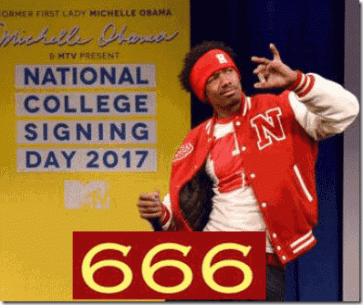 FORMER FIRST LADY MICHELLE OBAMA
Michelle Obama
& MTV PRESENT
NATIONAL
COLLEGE
SIGNING
DAY 2017
MTV
N
666